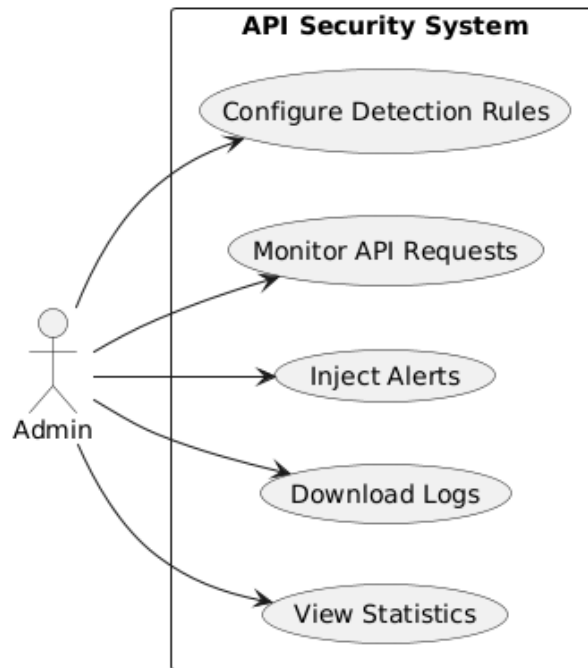 API Security System
Configure Detection Rules
Monitor API Requests
Inject Alerts
Admin
Download Logs
View Statistics